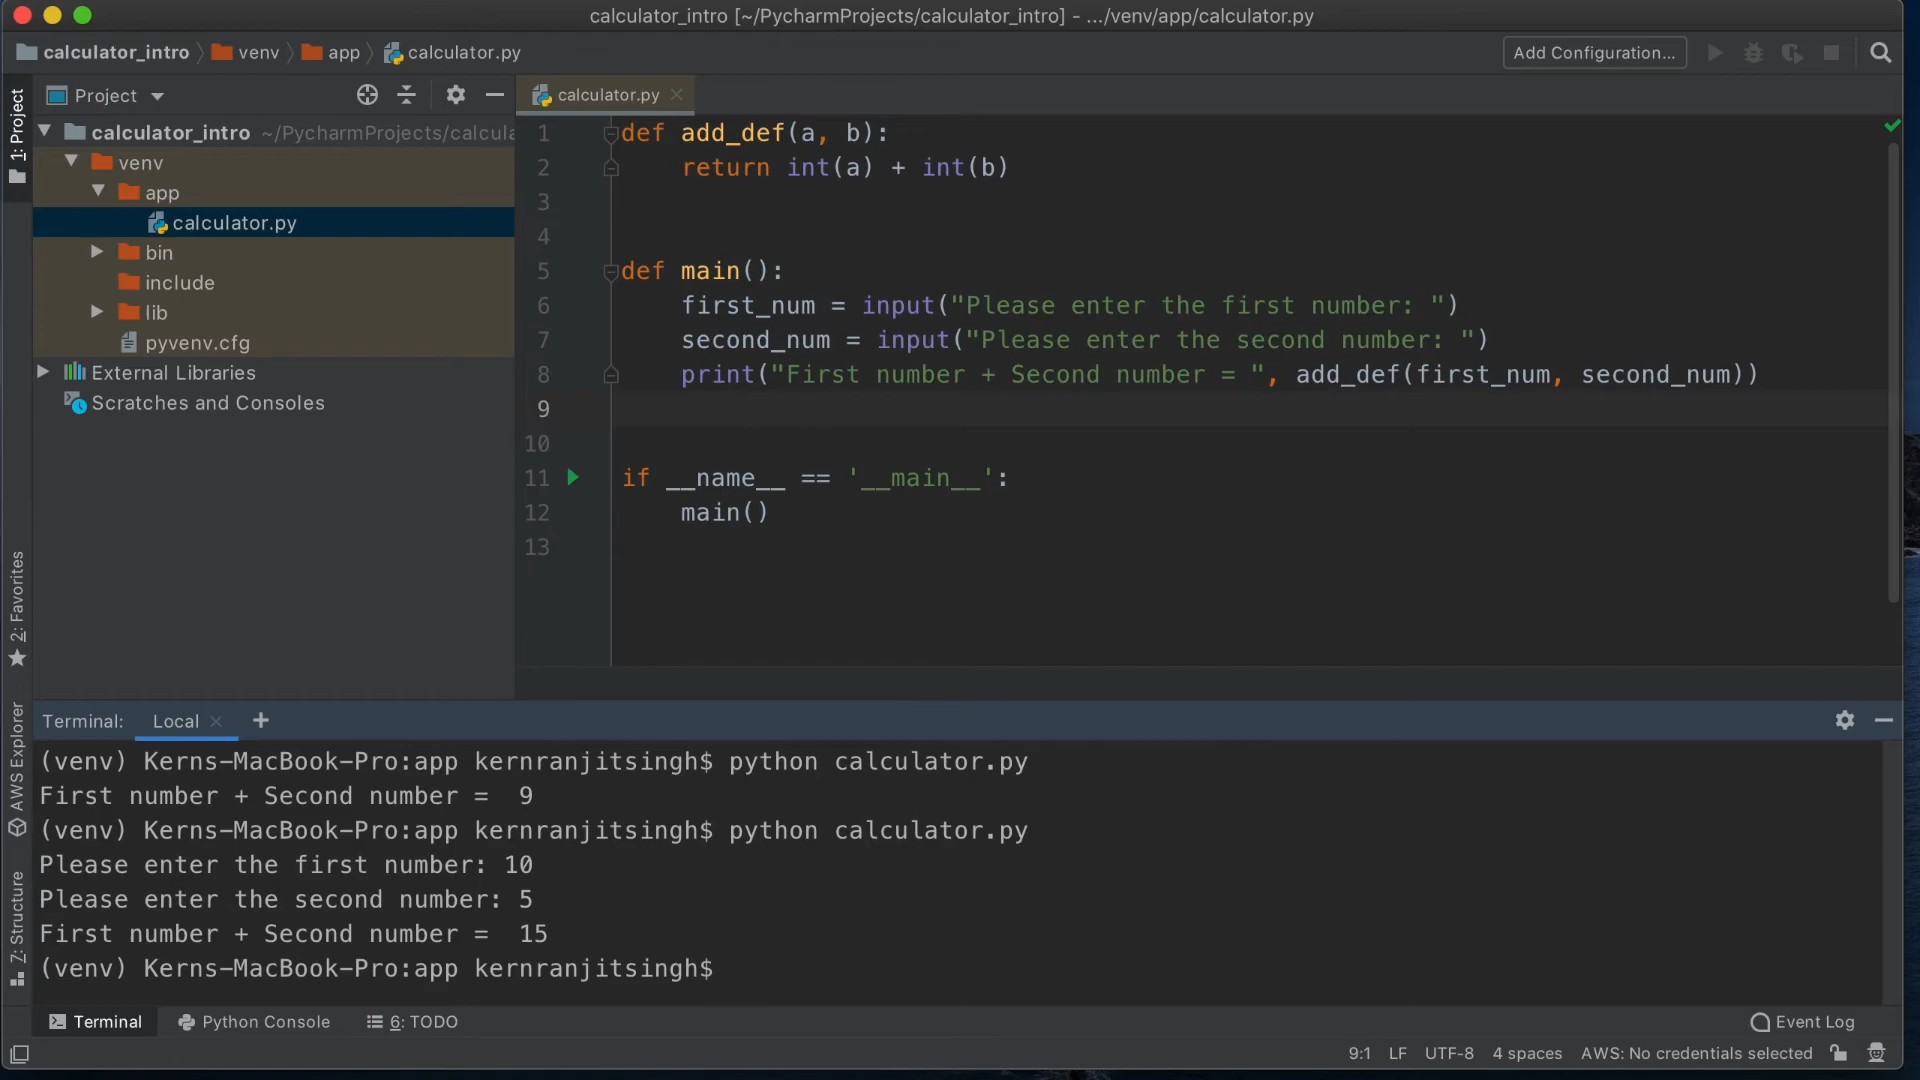 calculator_intro [~/PycharmProjects/calculator_intro] - .../venv/app/calculator.py
calculator_intro venv app calculator.py Add Configuration...
1: Project
Project
calculator.py
calculator_intro ~/PycharmProjects/calcula
venv
app
calculator.py
bin
include
lib
pyvenv.cfg
External Libraries
Scratches and Consoles
1 def add_def(a, b):
2 return int(a) + int(b)
3
4
5 def main():
6 first_num = input("Please enter the first number: ")
7 second_num = input("Please enter the second number: ")
8 print("First number + Second number = ", add_def(first_num, second_num))
9
10
11 if __name__ == '__main__':
12 main()
13
2: Favorites
AWS Explorer
7: Structure
Terminal: Local +
(venv) Kerns-MacBook-Pro:app kernranjitsingh$ python calculator.py
First number + Second number =  9
(venv) Kerns-MacBook-Pro:app kernranjitsingh$ python calculator.py
Please enter the first number: 10
Please enter the second number: 5
First number + Second number =  15
(venv) Kerns-MacBook-Pro:app kernranjitsingh$
Terminal Python Console 6: TODO Event Log
9:1 LF UTF-8 4 spaces AWS: No credentials selected